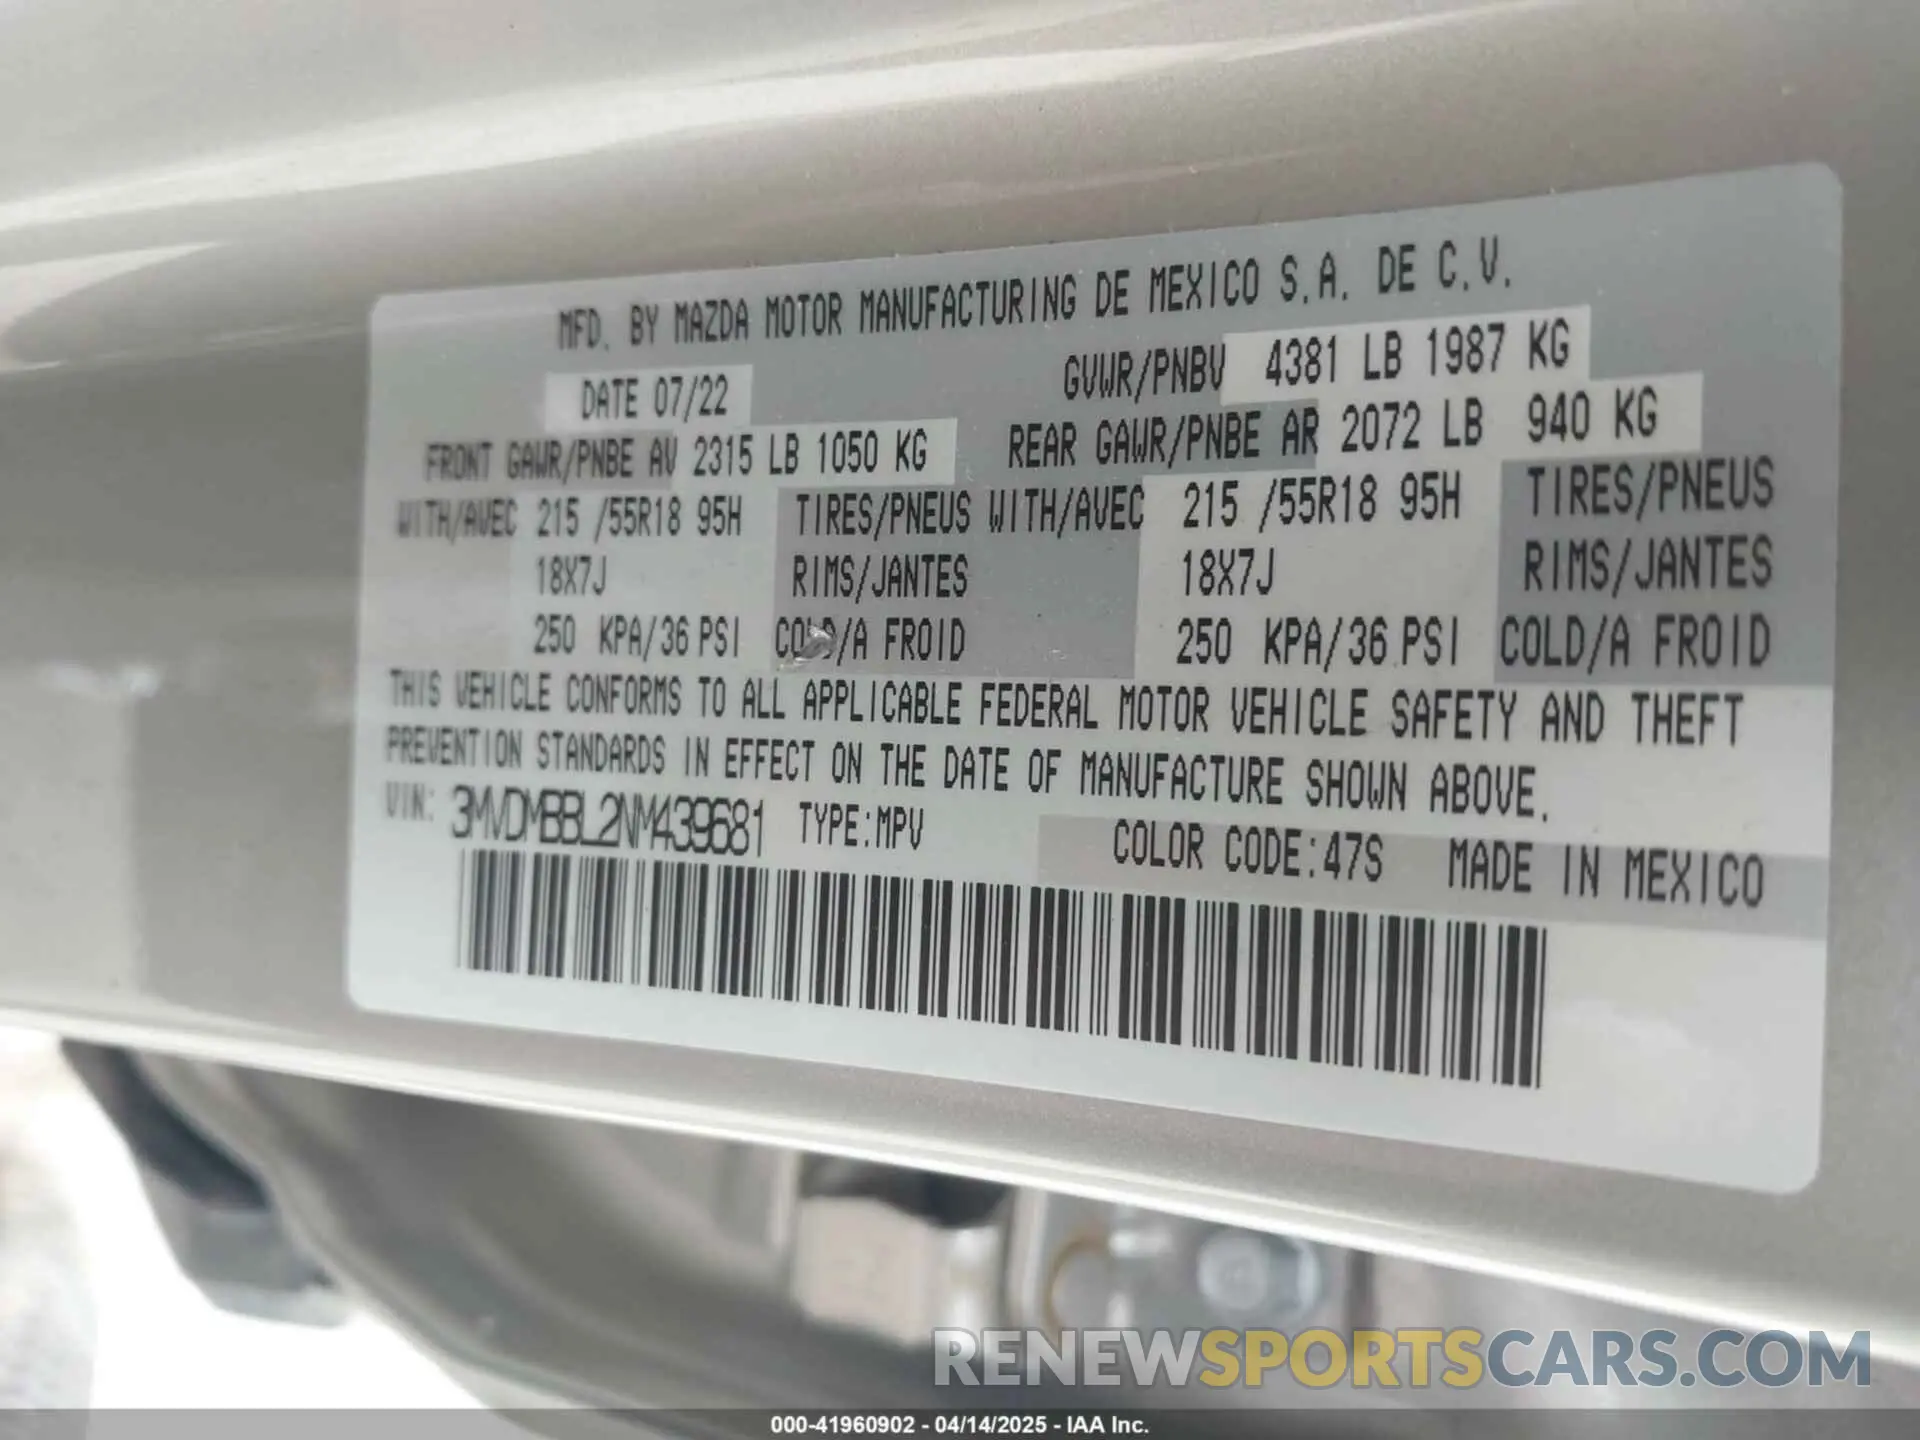 MFD. BY MAZDA MOTOR MANUFACTURING DE MEXICO S.A. DE C.V.
DATE 07/22 GVWR/PNBV 4381 LB 1987 KG
FRONT GAWR/PNBE AV 2315 LB 1050 KG REAR GAWR/PNBE AR 2072 LB 940 KG
WITH/AVEC 215 /55R18 95H TIRES/PNEUS WITH/AVEC 215 /55R18 95H TIRES/PNEUS
18X7J RIMS/JANTES 18X7J RIMS/JANTES
250 KPA/36 PSI COLD/A FROID 250 KPA/36 PSI COLD/A FROID
THIS VEHICLE CONFORMS TO ALL APPLICABLE FEDERAL MOTOR VEHICLE SAFETY AND THEFT
PREVENTION STANDARDS IN EFFECT ON THE DATE OF MANUFACTURE SHOWN ABOVE.
VIN: 3MVDMBBL2NM439681 TYPE:MPV COLOR CODE:47S MADE IN MEXICO
RENEWSPORTSCARS.COM
000-41960902 - 04/14/2025 - IAA Inc.